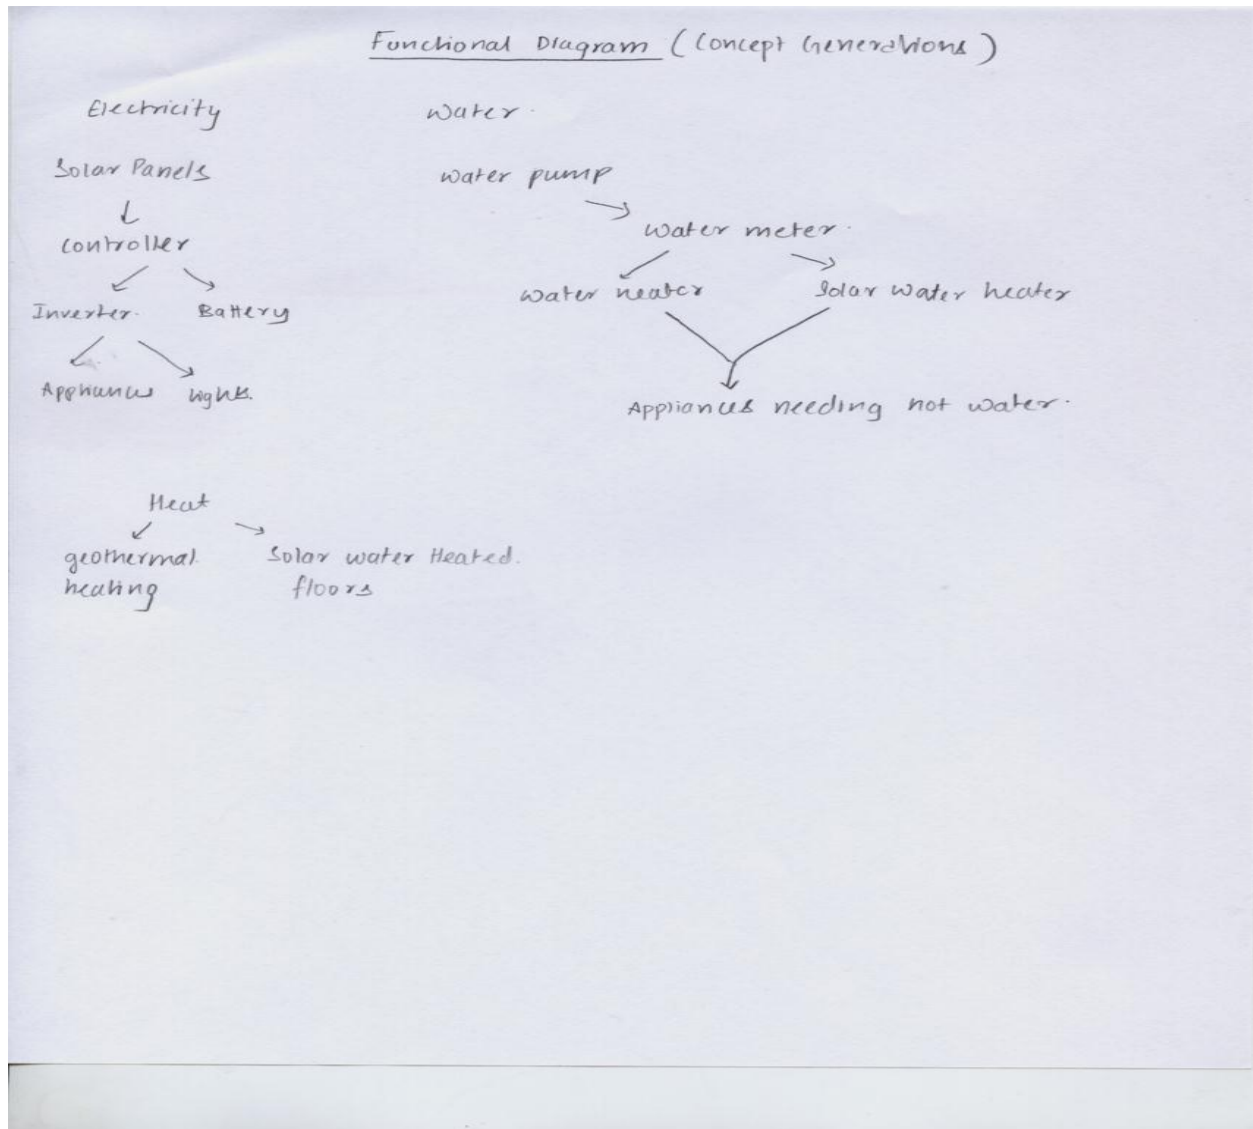 Functional Diagram (Concept Generations)
Electricity
Water.
Solar Panels
water pump
Controller
water meter.
Inverter.
Battery
water heater
Solar water heater
Appliances
lights.
Appliances needing hot water.
Heat
geothermal.
heating
Solar water Heated.
floors